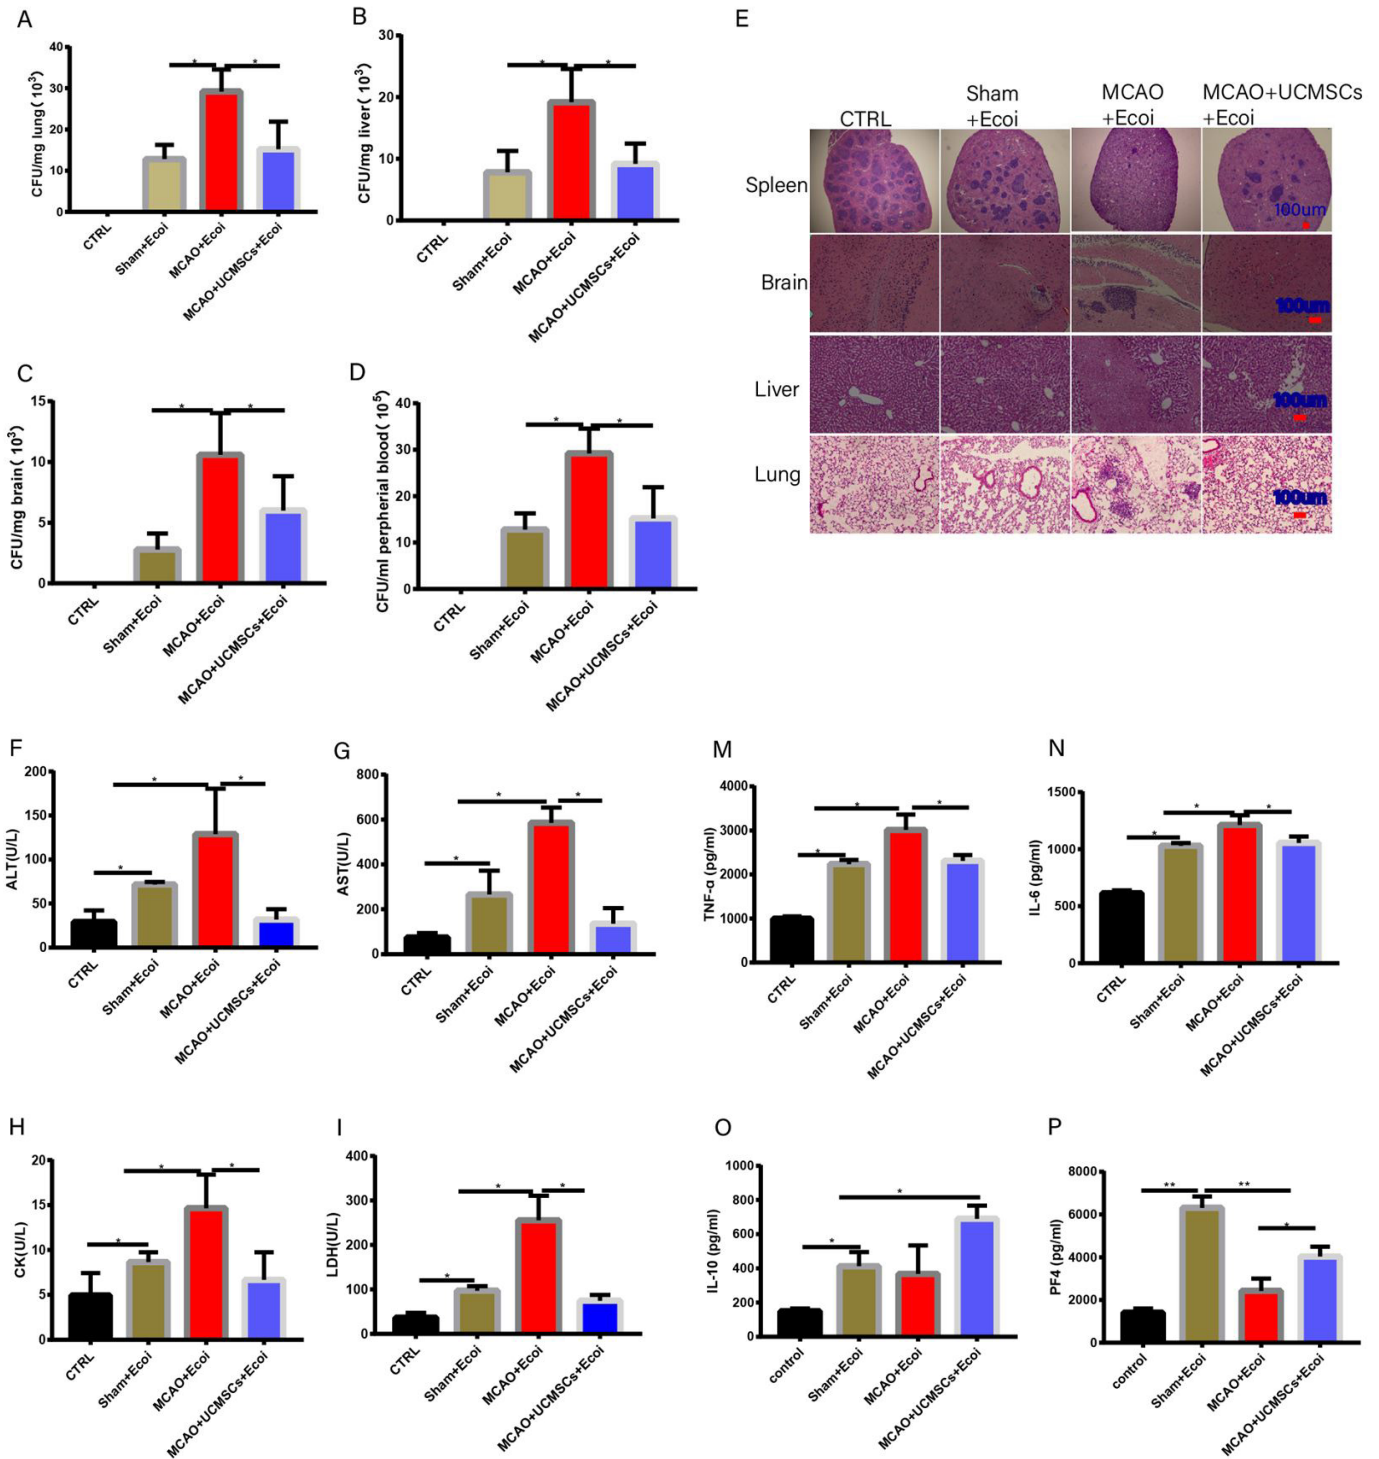 A
CFU/mg lung( 10³)
40
30
20
10
0
*
*
CTRL
Sham+Ecoi
MCAO+Ecoi
MCAO+UCMSCs+Ecoi
B
CFU/mg liver( 10³)
30
20
10
0
*
*
CTRL
Sham+Ecoi
MCAO+Ecoi
MCAO+UCMSCs+Ecoi
E
CTRL
Sham
+Ecoi
MCAO
+Ecoi
MCAO+UCMSCs
+Ecoi
Spleen
100um
Brain
100um
Liver
100um
Lung
100um
C
CFU/mg brain( 10³)
15
10
5
0
*
*
CTRL
Sham+Ecoi
MCAO+Ecoi
MCAO+UCMSCs+Ecoi
D
CFU/ml perpherial blood( 10⁵)
40
30
20
10
0
*
*
CTRL
Sham+Ecoi
MCAO+Ecoi
MCAO+UCMSCs+Ecoi
F
ALT(U/L)
200
150
100
50
0
*
*
*
CTRL
Sham+Ecoi
MCAO+Ecoi
MCAO+UCMSCs+Ecoi
G
AST(U/L)
800
600
400
200
0
*
*
*
CTRL
Sham+Ecoi
MCAO+Ecoi
MCAO+UCMSCs+Ecoi
M
TNF-α (pg/ml)
4000
3000
2000
1000
0
*
*
*
CTRL
Sham+Ecoi
MCAO+Ecoi
MCAO+UCMSCs+Ecoi
N
IL-6 (pg/ml)
1500
1000
500
0
*
*
*
CTRL
Sham+Ecoi
MCAO+Ecoi
MCAO+UCMSCs+Ecoi
H
CK(U/L)
20
15
10
5
0
*
*
*
CTRL
Sham+Ecoi
MCAO+Ecoi
MCAO+UCMSCs+Ecoi
I
LDH(U/L)
400
300
200
100
0
*
*
*
CTRL
Sham+Ecoi
MCAO+Ecoi
MCAO+UCMSCs+Ecoi
O
IL-10 (pg/ml)
1000
800
600
400
200
0
*
*
control
Sham+Ecoi
MCAO+Ecoi
MCAO+UCMSCs+Ecoi
P
PF4 (pg/ml)
8000
6000
4000
2000
0
**
**
*
control
Sham+Ecoi
MCAO+Ecoi
MCAO+UCMSCs+Ecoi